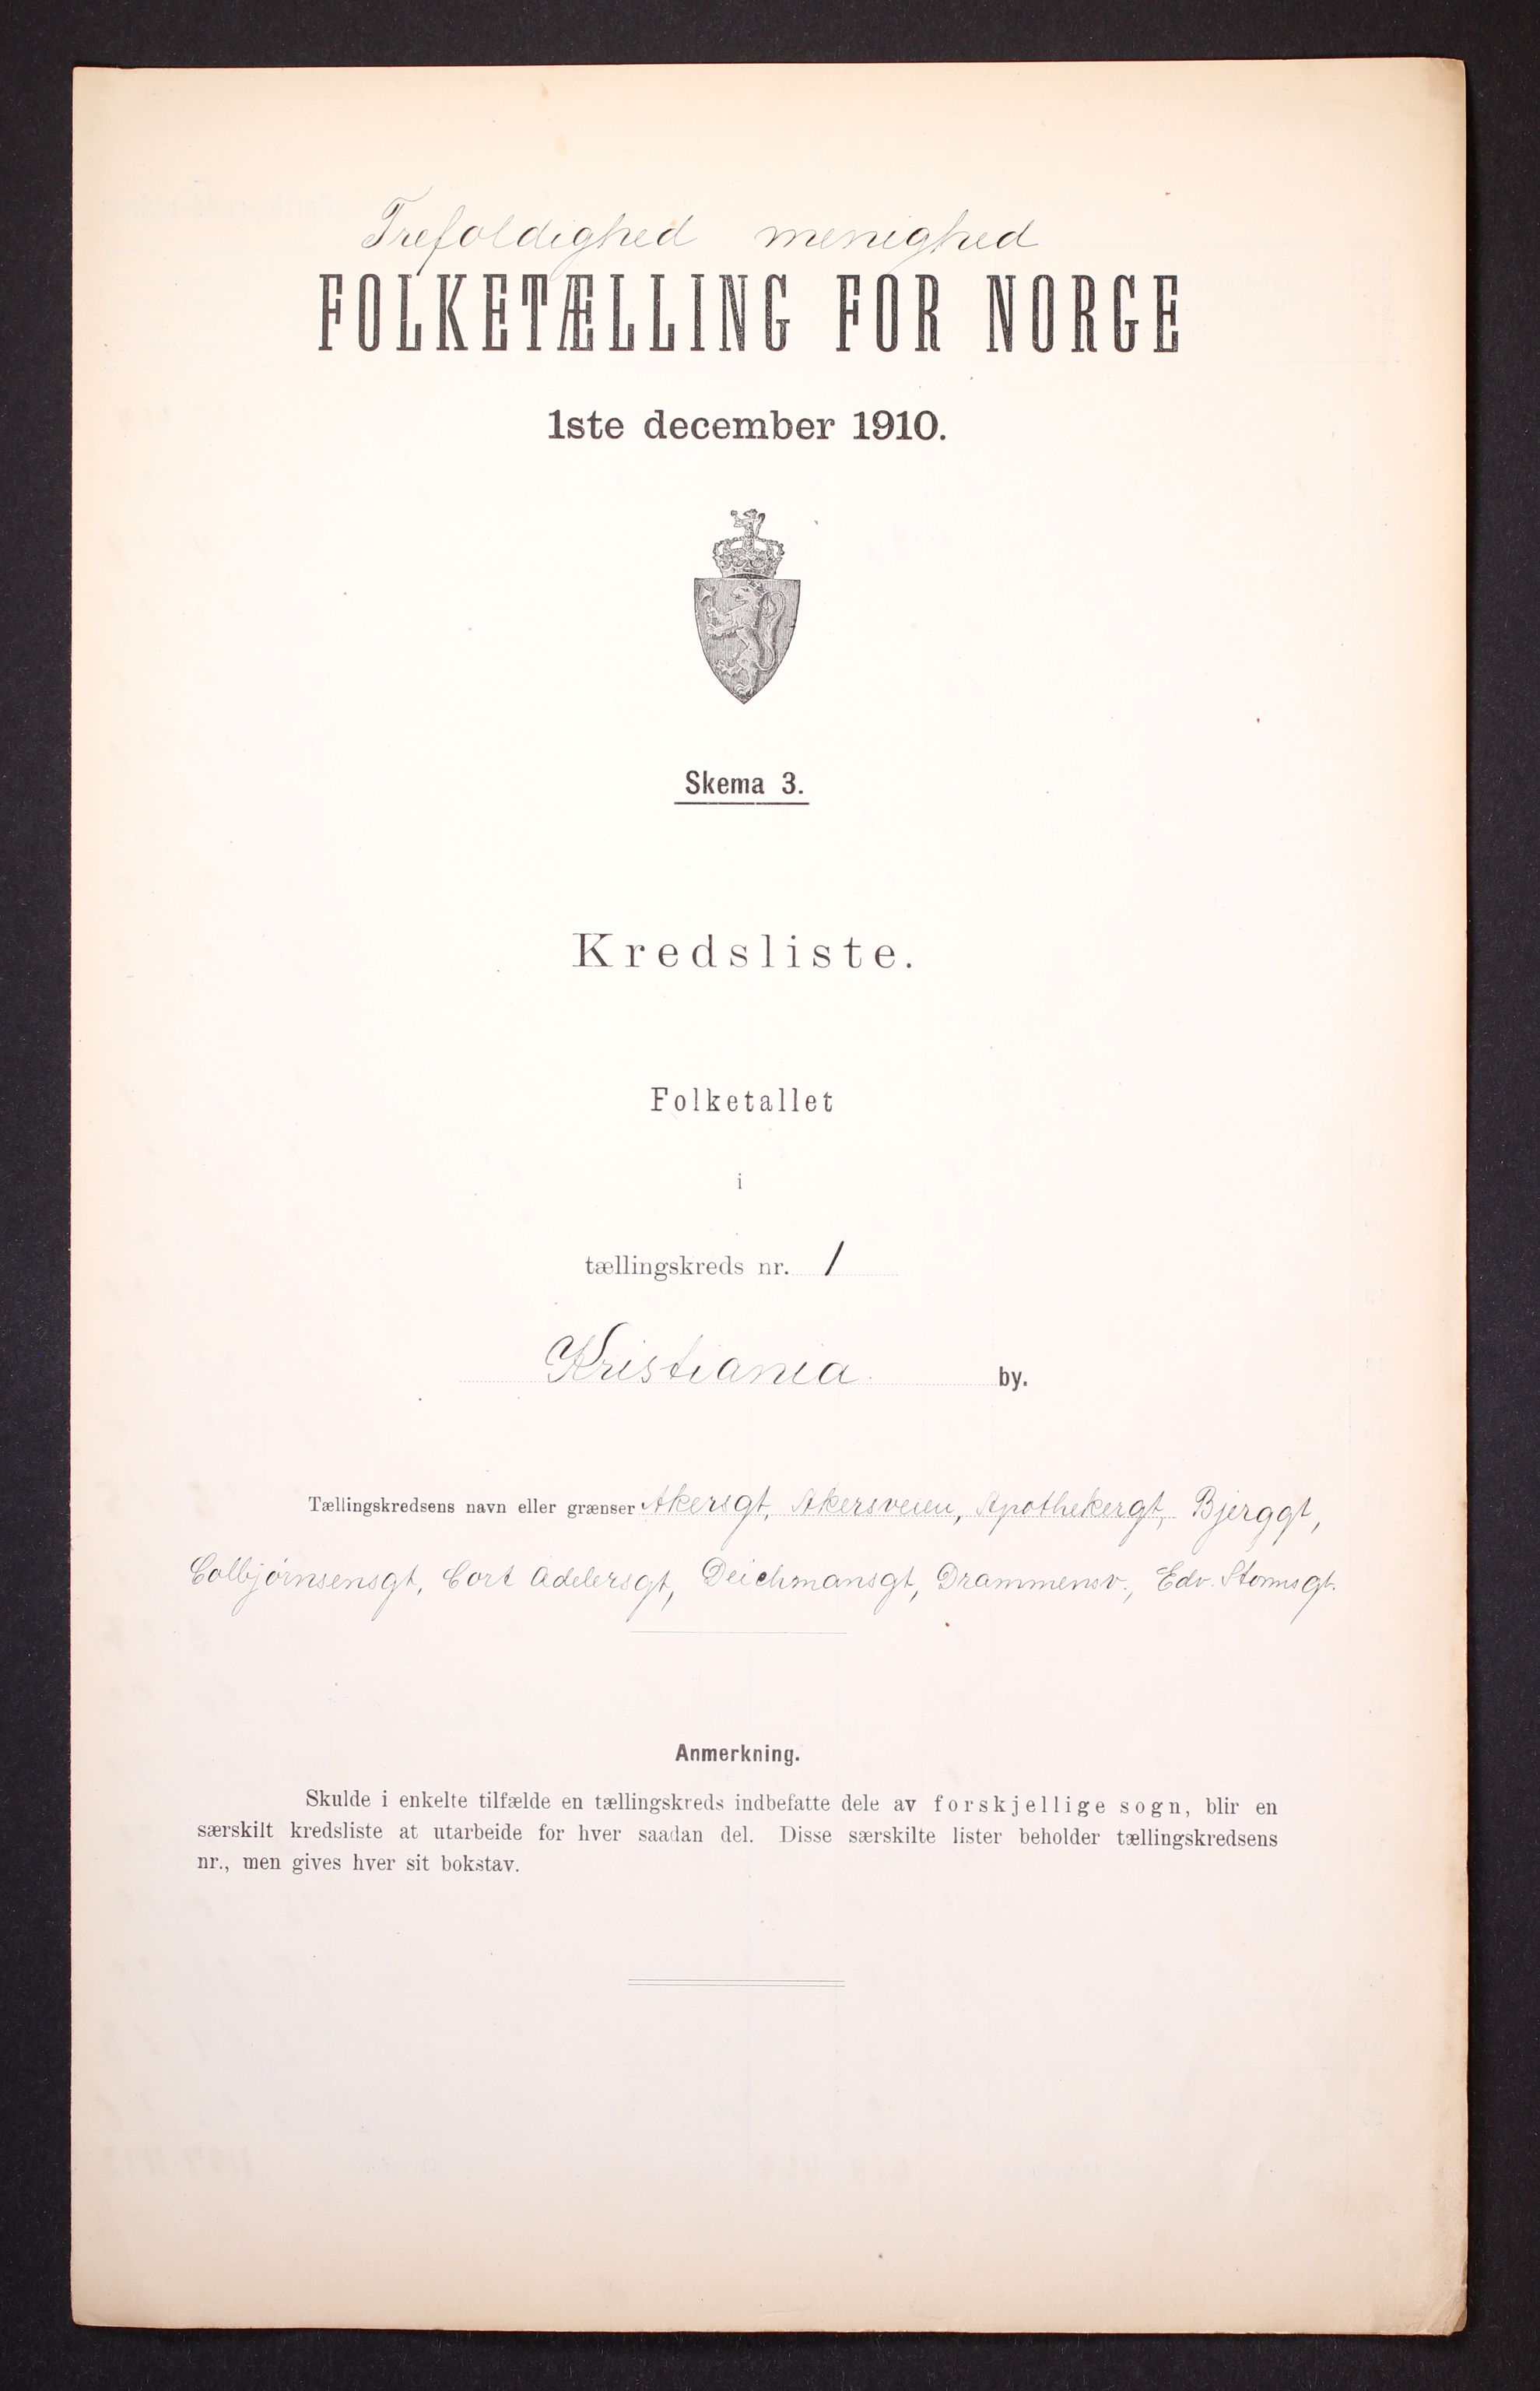 Trefoldighed menighed
FOLKETÆLLING FOR NORGE
1ste december 1910.
Skema 3.
Kredsliste.
Folketallet
i
tællingskreds nr. 1
Kristiania by.
Tællingskredsens navn eller grænser Akersgt, Akersveien, Apothekergt, Bjerggt,
Colbjørnsensgt, Cort Adelersgt, Deichmansgt, Drammensv., Edv. Stormsgt.
Anmerkning.
Skulde i enkelte tilfælde en tællingskreds indbefatte dele av forskjellige sogn, blir en
særskilt kredsliste at utarbeide for hver saadan del. Disse særskilte lister beholder tællingskredsens
nr., men gives hver sit bokstav.